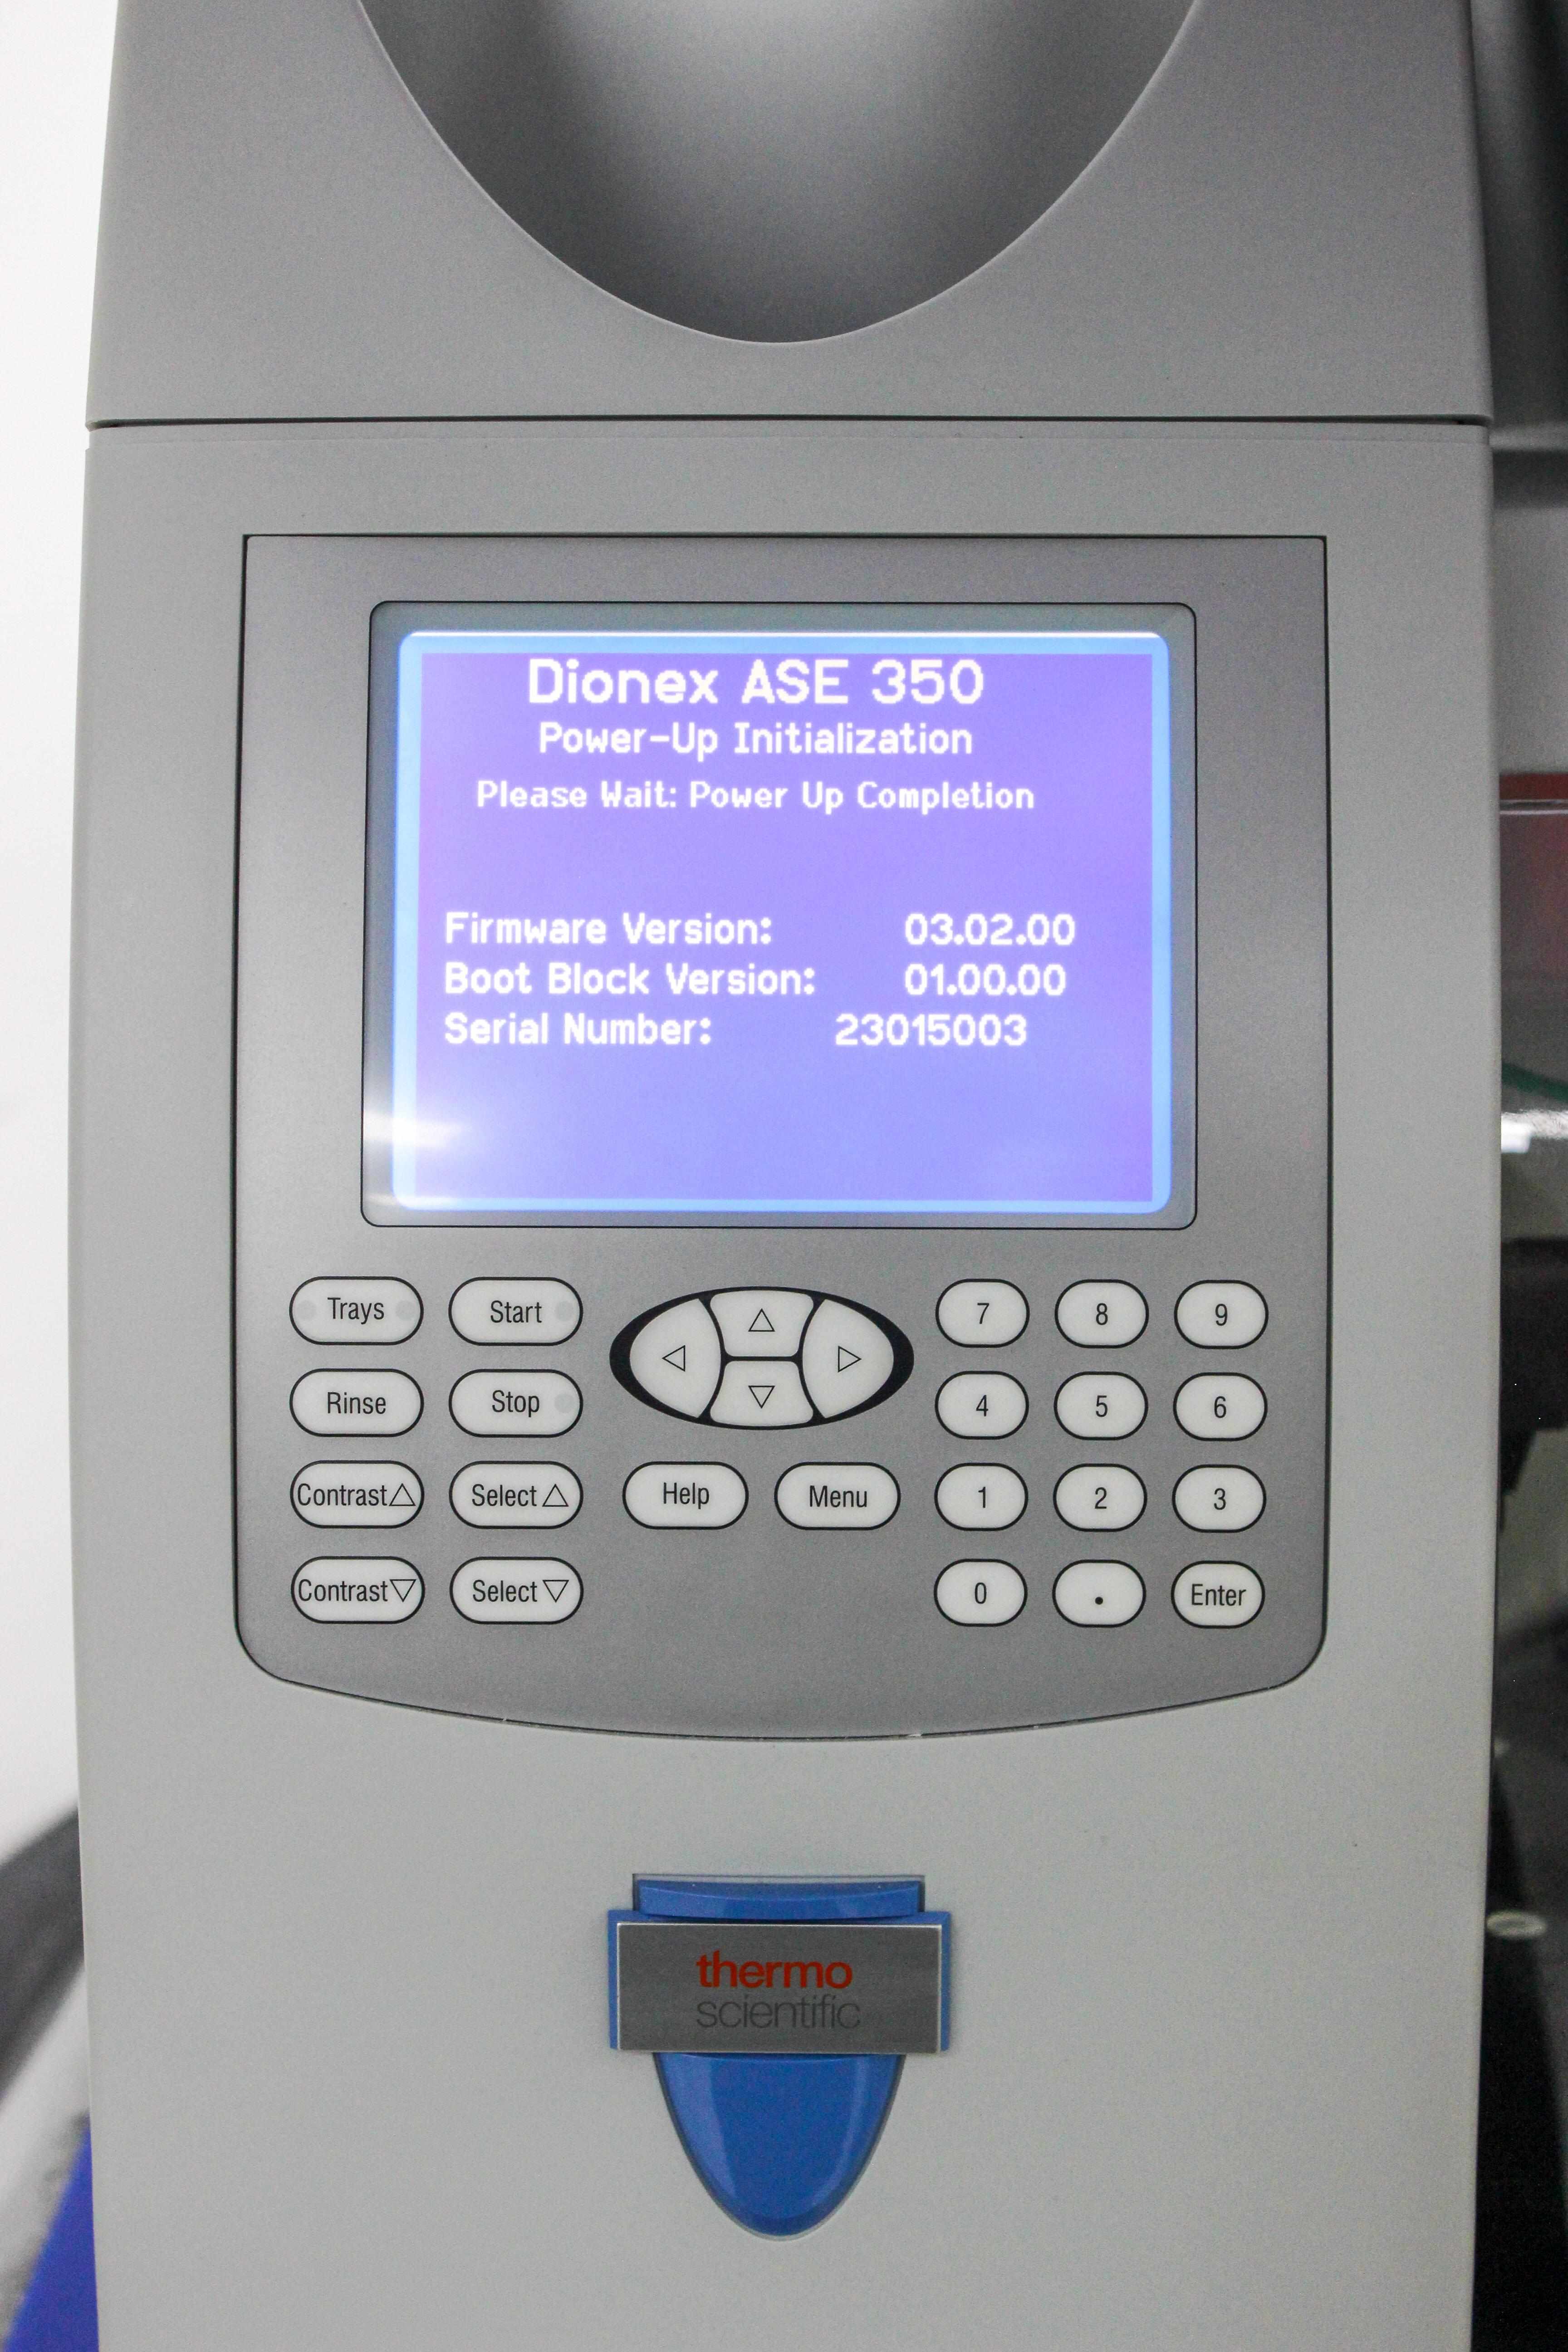 Dionex ASE 350
Power-Up Initialization
Please Wait: Power Up Completion
Firmware Version: 03.02.00
Boot Block Version: 01.00.00
Serial Number: 23015003
Trays Start 7 8 9
Rinse Stop 4 5 6
Contrast△ Select△ Help Menu 1 2 3
Contrast▽ Select▽ 0 . Enter
thermo
scientific